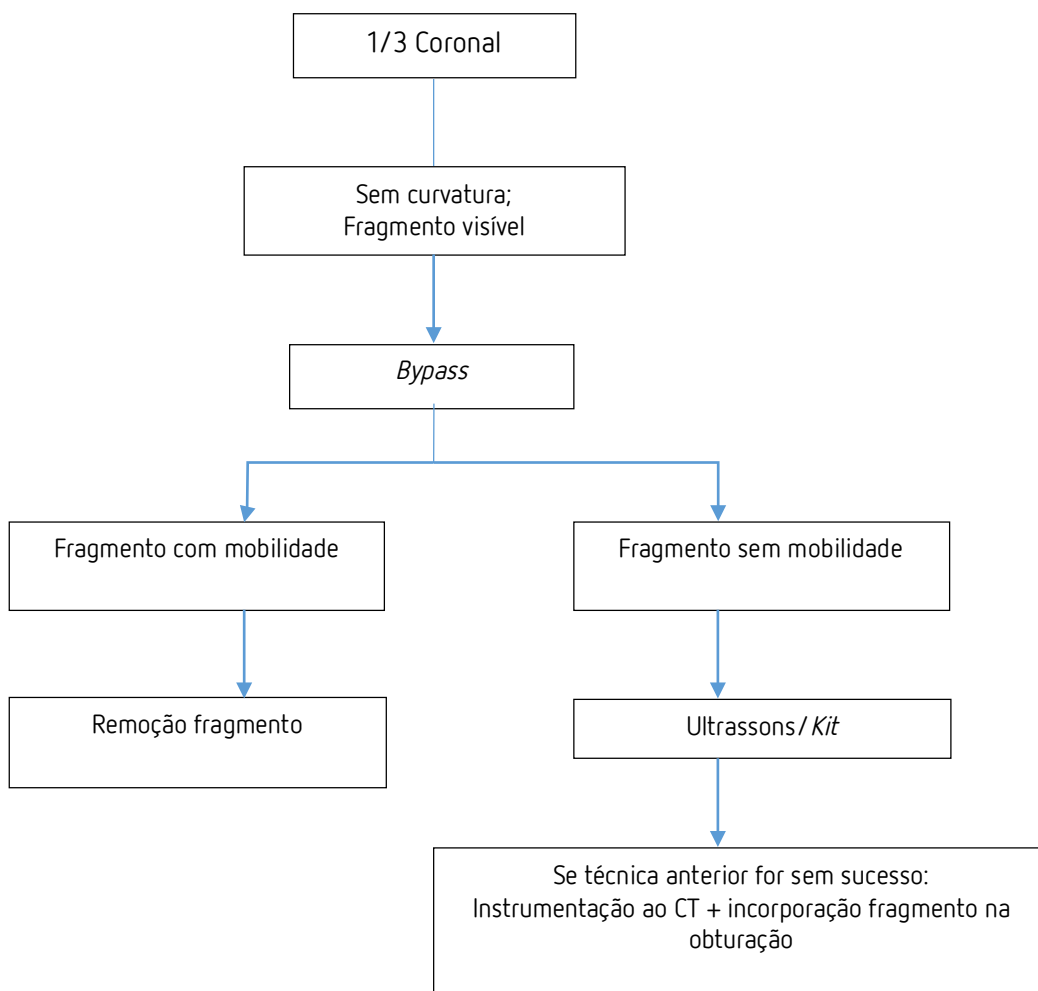 1/3 Coronal
Sem curvatura;
Fragmento visível
Bypass
Fragmento com mobilidade
Fragmento sem mobilidade
Remoção fragmento
Ultrassons/Kit
Se técnica anterior for sem sucesso:
Instrumentação ao CT + incorporação fragmento na
obturação